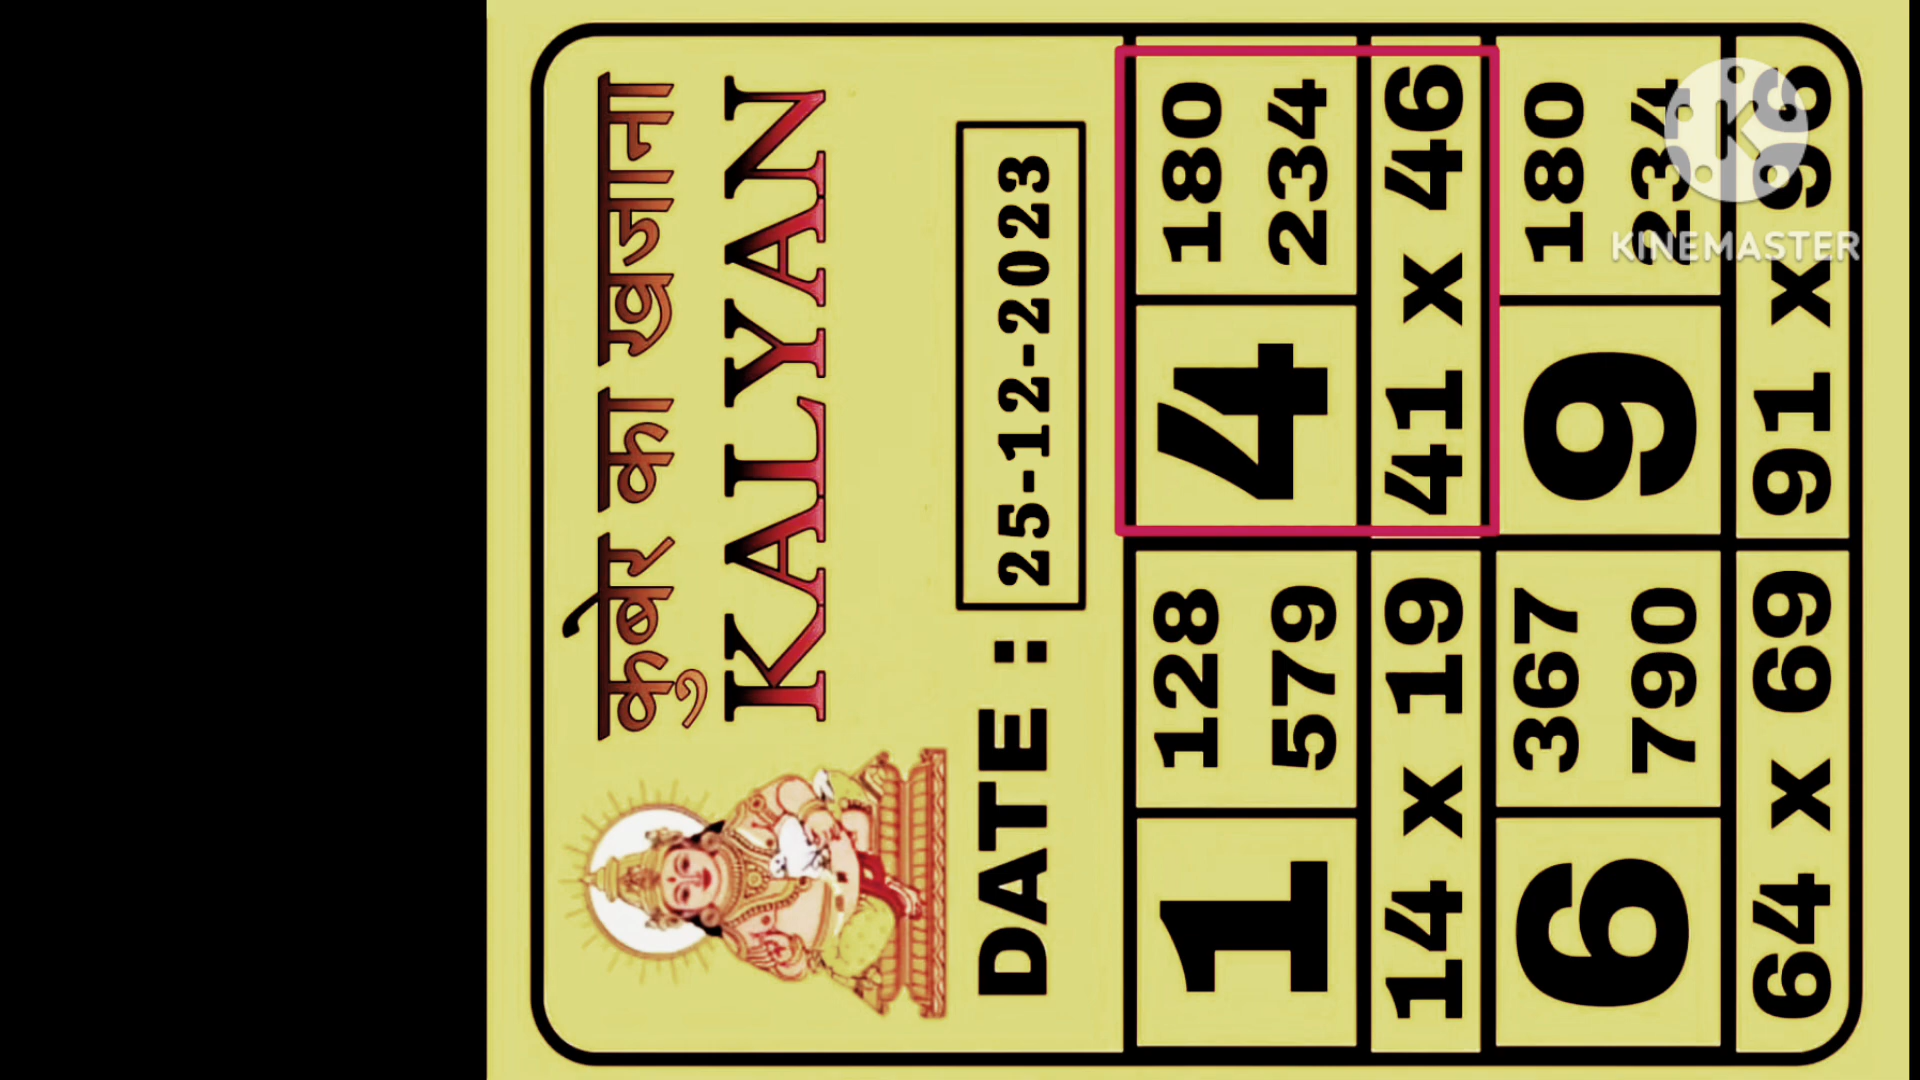 कुबेर का खजाना
KALYAN
DATE : 25-12-2023
1 128 4 180
579 234
14 x 19 41 x 46
6 367 9 180
790 234
64 x 69 91 x 96
KINEMASTER